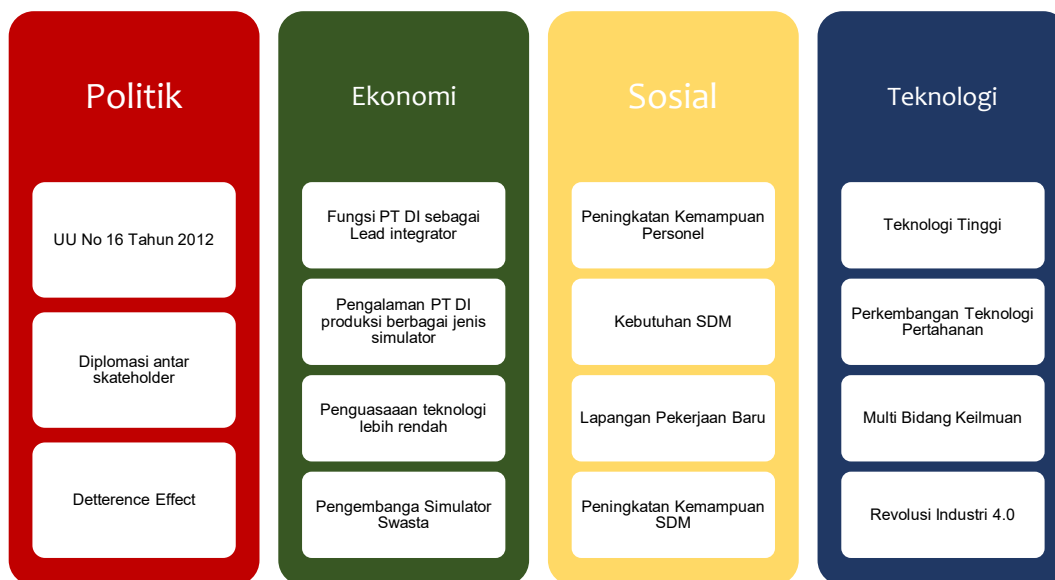 Politik
UU No 16 Tahun 2012
Diplomasi antar
skateholder
Detterence Effect
Ekonomi
Fungsi PT DI sebagai
Lead integrator
Pengalaman PT DI
produksi berbagai jenis
simulator
Penguasaaan teknologi
lebih rendah
Pengembanga Simulator
Swasta
Sosial
Peningkatan Kemampuan
Personel
Kebutuhan SDM
Lapangan Pekerjaan Baru
Peningkatan Kemampuan
SDM
Teknologi
Teknologi Tinggi
Perkembangan Teknologi
Pertahanan
Multi Bidang Keilmuan
Revolusi Industri 4.0